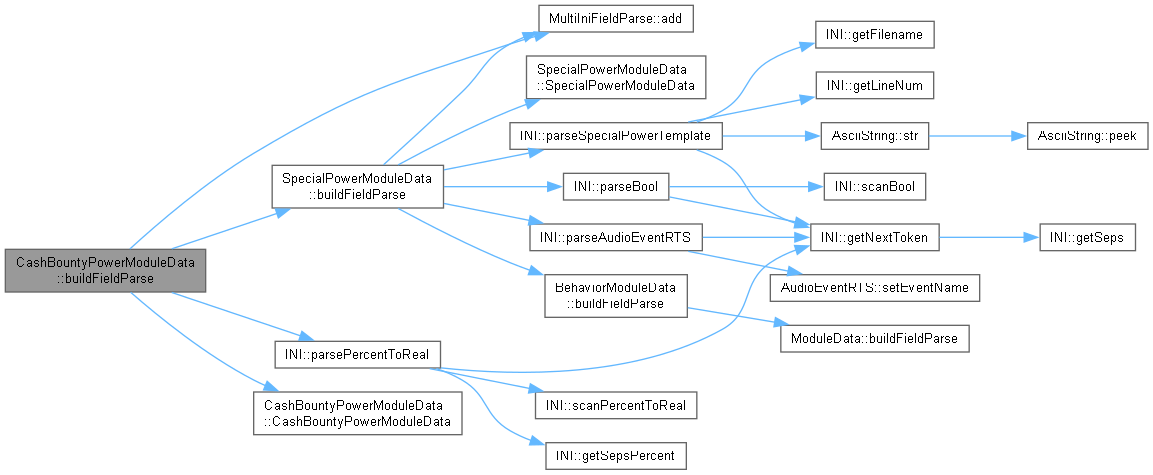 MultiIniFieldParse::add
INI::getFilename
SpecialPowerModuleData
::SpecialPowerModuleData
INI::getLineNum
INI::parseSpecialPowerTemplate
AsciiString::str
AsciiString::peek
SpecialPowerModuleData
::buildFieldParse
INI::parseBool
INI::scanBool
INI::parseAudioEventRTS
INI::getNextToken
INI::getSeps
CashBountyPowerModuleData
::buildFieldParse
BehaviorModuleData
::buildFieldParse
AudioEventRTS::setEventName
ModuleData::buildFieldParse
INI::parsePercentToReal
CashBountyPowerModuleData
::CashBountyPowerModuleData
INI::scanPercentToReal
INI::getSepsPercent